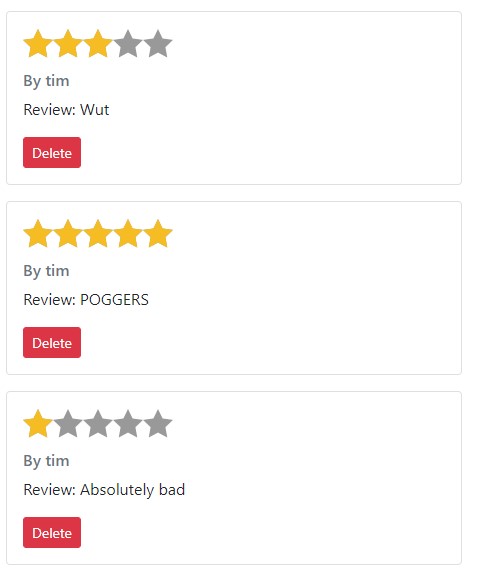 By tim
Review: Wut
Delete
By tim
Review: POGGERS
Delete
By tim
Review: Absolutely bad
Delete